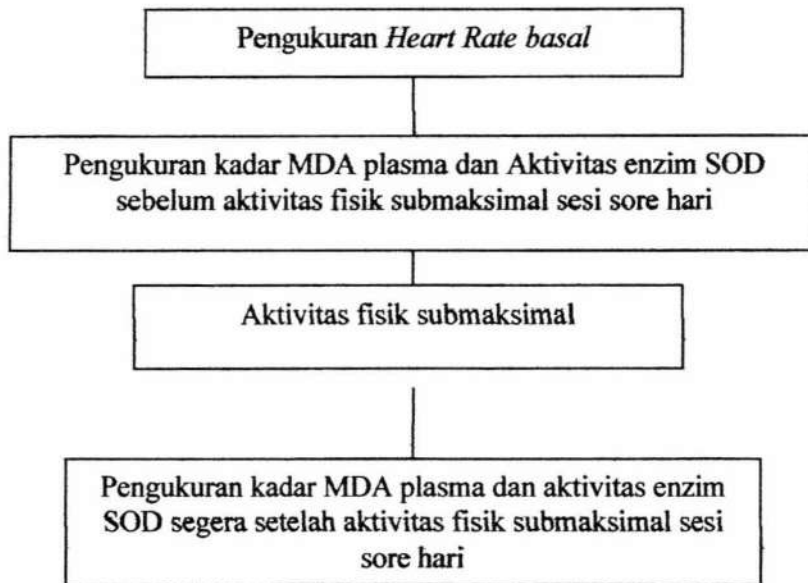 Pengukuran Heart Rate basal
Pengukuran kadar MDA plasma dan Aktivitas enzim SOD
sebelum aktivitas fisik submaksimal sesi sore hari
Aktivitas fisik submaksimal
Pengukuran kadar MDA plasma dan aktivitas enzim
SOD segera setelah aktivitas fisik submaksimal sesi
sore hari